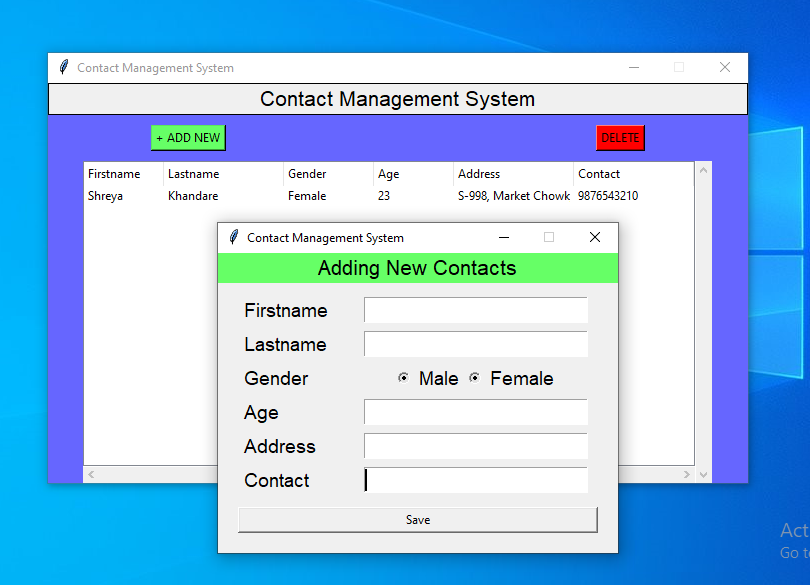 Contact Management System
Contact Management System
+ ADD NEW DELETE
Firstname Lastname Gender Age Address Contact
Shreya Khandare Female 23 S-998, Market Chowk 9876543210
Contact Management System
Adding New Contacts
Firstname
Lastname
Gender Male Female
Age
Address
Contact
Save
Act
Go t